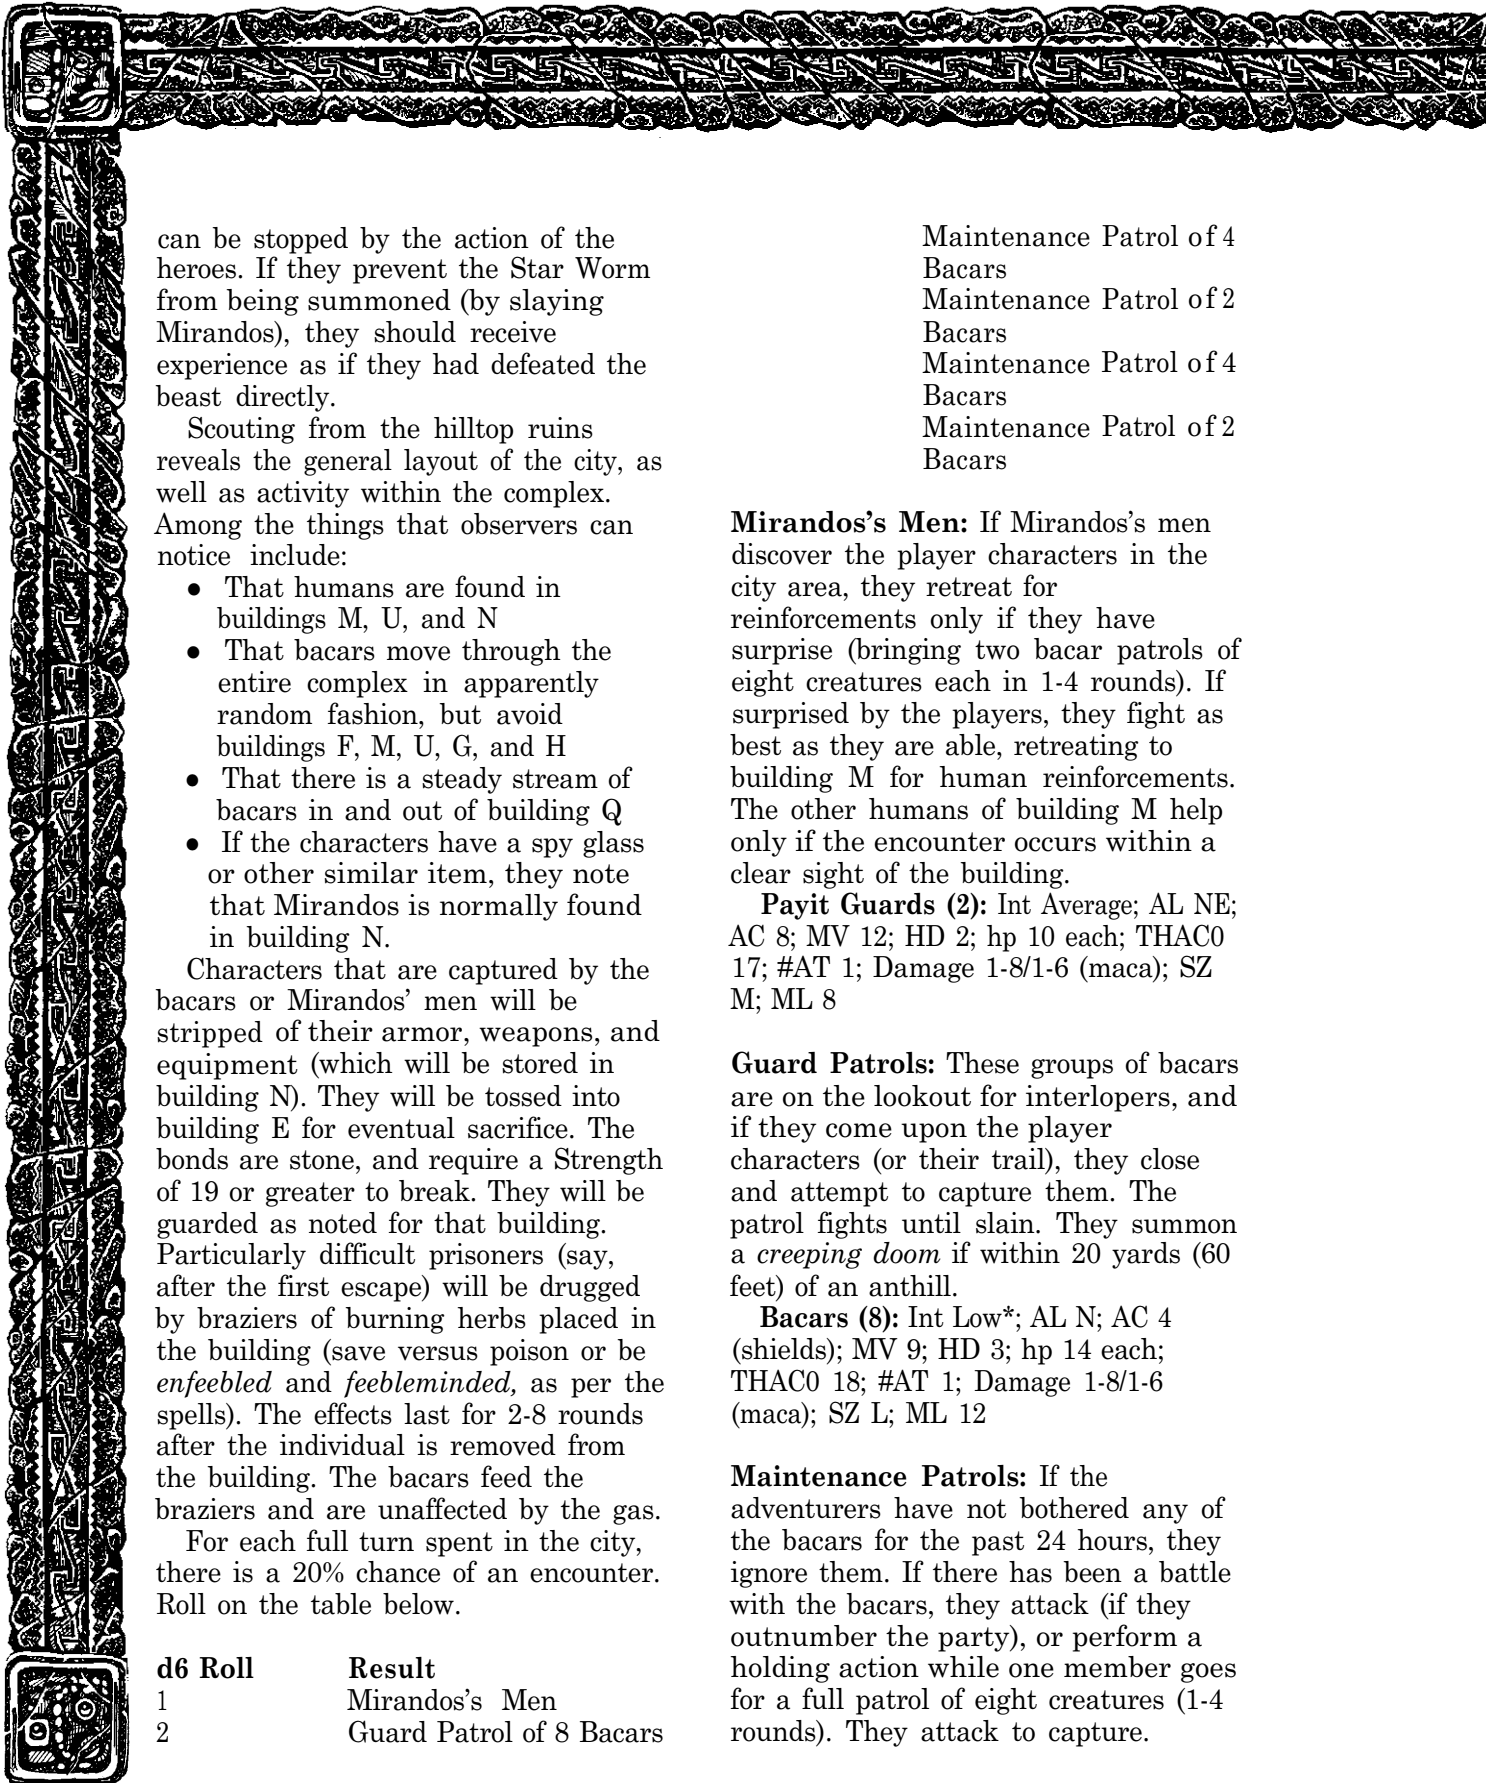 can be stopped by the action of the
heroes. If they prevent the Star Worm
from being summoned (by slaying
Mirandos), they should receive
experience as if they had defeated the
beast directly.
Scouting from the hilltop ruins
reveals the general layout of the city, as
well as activity within the complex.
Among the things that observers can
notice include:
• That humans are found in
buildings M, U, and N
• That bacars move through the
entire complex in apparently
random fashion, but avoid
buildings F, M, U, G, and H
• That there is a steady stream of
bacars in and out of building Q
• If the characters have a spy glass
or other similar item, they note
that Mirandos is normally found
in building N.
Characters that are captured by the
bacars or Mirandos' men will be
stripped of their armor, weapons, and
equipment (which will be stored in
building N). They will be tossed into
building E for eventual sacrifice. The
bonds are stone, and require a Strength
of 19 or greater to break. They will be
guarded as noted for that building.
Particularly difficult prisoners (say,
after the first escape) will be drugged
by braziers of burning herbs placed in
the building (save versus poison or be
enfeebled and feebleminded, as per the
spells). The effects last for 2-8 rounds
after the individual is removed from
the building. The bacars feed the
braziers and are unaffected by the gas.
For each full turn spent in the city,
there is a 20% chance of an encounter.
Roll on the table below.
d6 Roll Result
1 Mirandos's Men
2 Guard Patrol of 8 Bacars
Maintenance Patrol of 4
Bacars
Maintenance Patrol of 2
Bacars
Maintenance Patrol of 4
Bacars
Maintenance Patrol of 2
Bacars
Mirandos's Men: If Mirandos's men
discover the player characters in the
city area, they retreat for
reinforcements only if they have
surprise (bringing two bacar patrols of
eight creatures each in 1-4 rounds). If
surprised by the players, they fight as
best as they are able, retreating to
building M for human reinforcements.
The other humans of building M help
only if the encounter occurs within a
clear sight of the building.
Payit Guards (2): Int Average; AL NE;
AC 8; MV 12; HD 2; hp 10 each; THAC0
17; #AT 1; Damage 1-8/1-6 (maca); SZ
M; ML 8
Guard Patrols: These groups of bacars
are on the lookout for interlopers, and
if they come upon the player
characters (or their trail), they close
and attempt to capture them. The
patrol fights until slain. They summon
a creeping doom if within 20 yards (60
feet) of an anthill.
Bacars (8): Int Low*; AL N; AC 4
(shields); MV 9; HD 3; hp 14 each;
THAC0 18; #AT 1; Damage 1-8/1-6
(maca); SZ L; ML 12
Maintenance Patrols: If the
adventurers have not bothered any of
the bacars for the past 24 hours, they
ignore them. If there has been a battle
with the bacars, they attack (if they
outnumber the party), or perform a
holding action while one member goes
for a full patrol of eight creatures (1-4
rounds). They attack to capture.